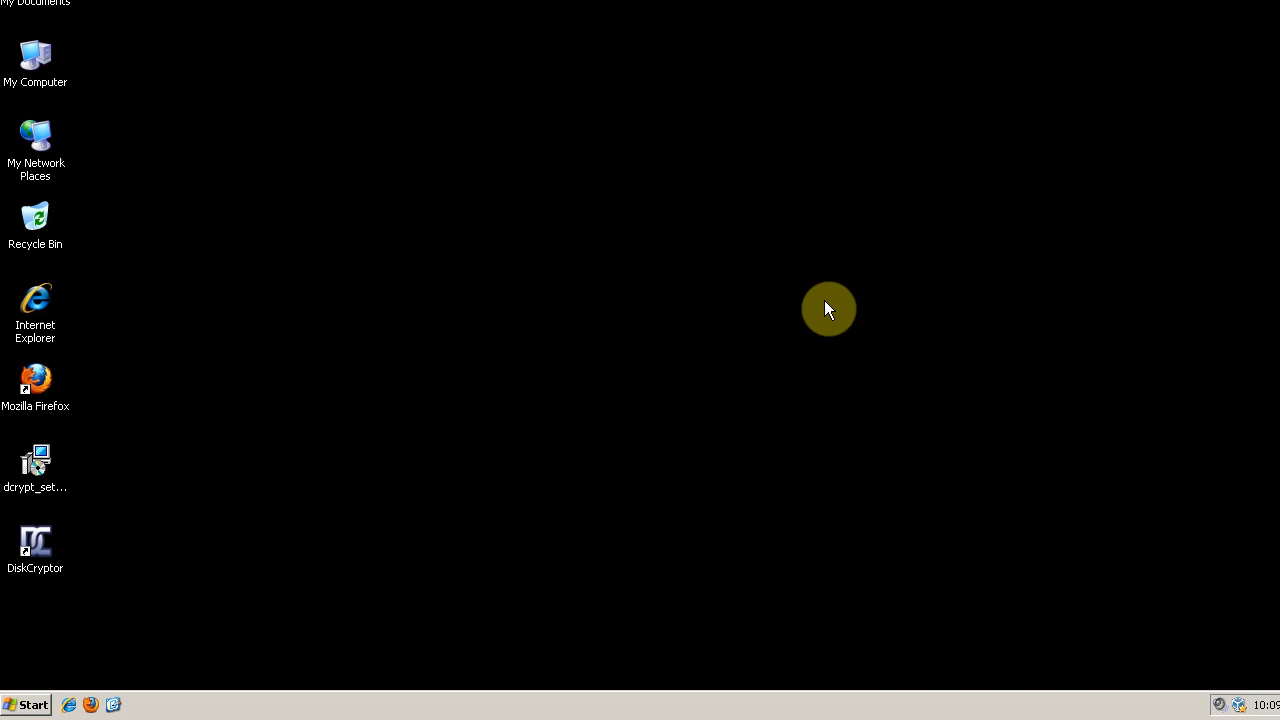 My Documents
My Computer
My Network
Places
Recycle Bin
Internet
Explorer
Mozilla Firefox
dcrypt_set...
DiskCryptor
Start
10:09